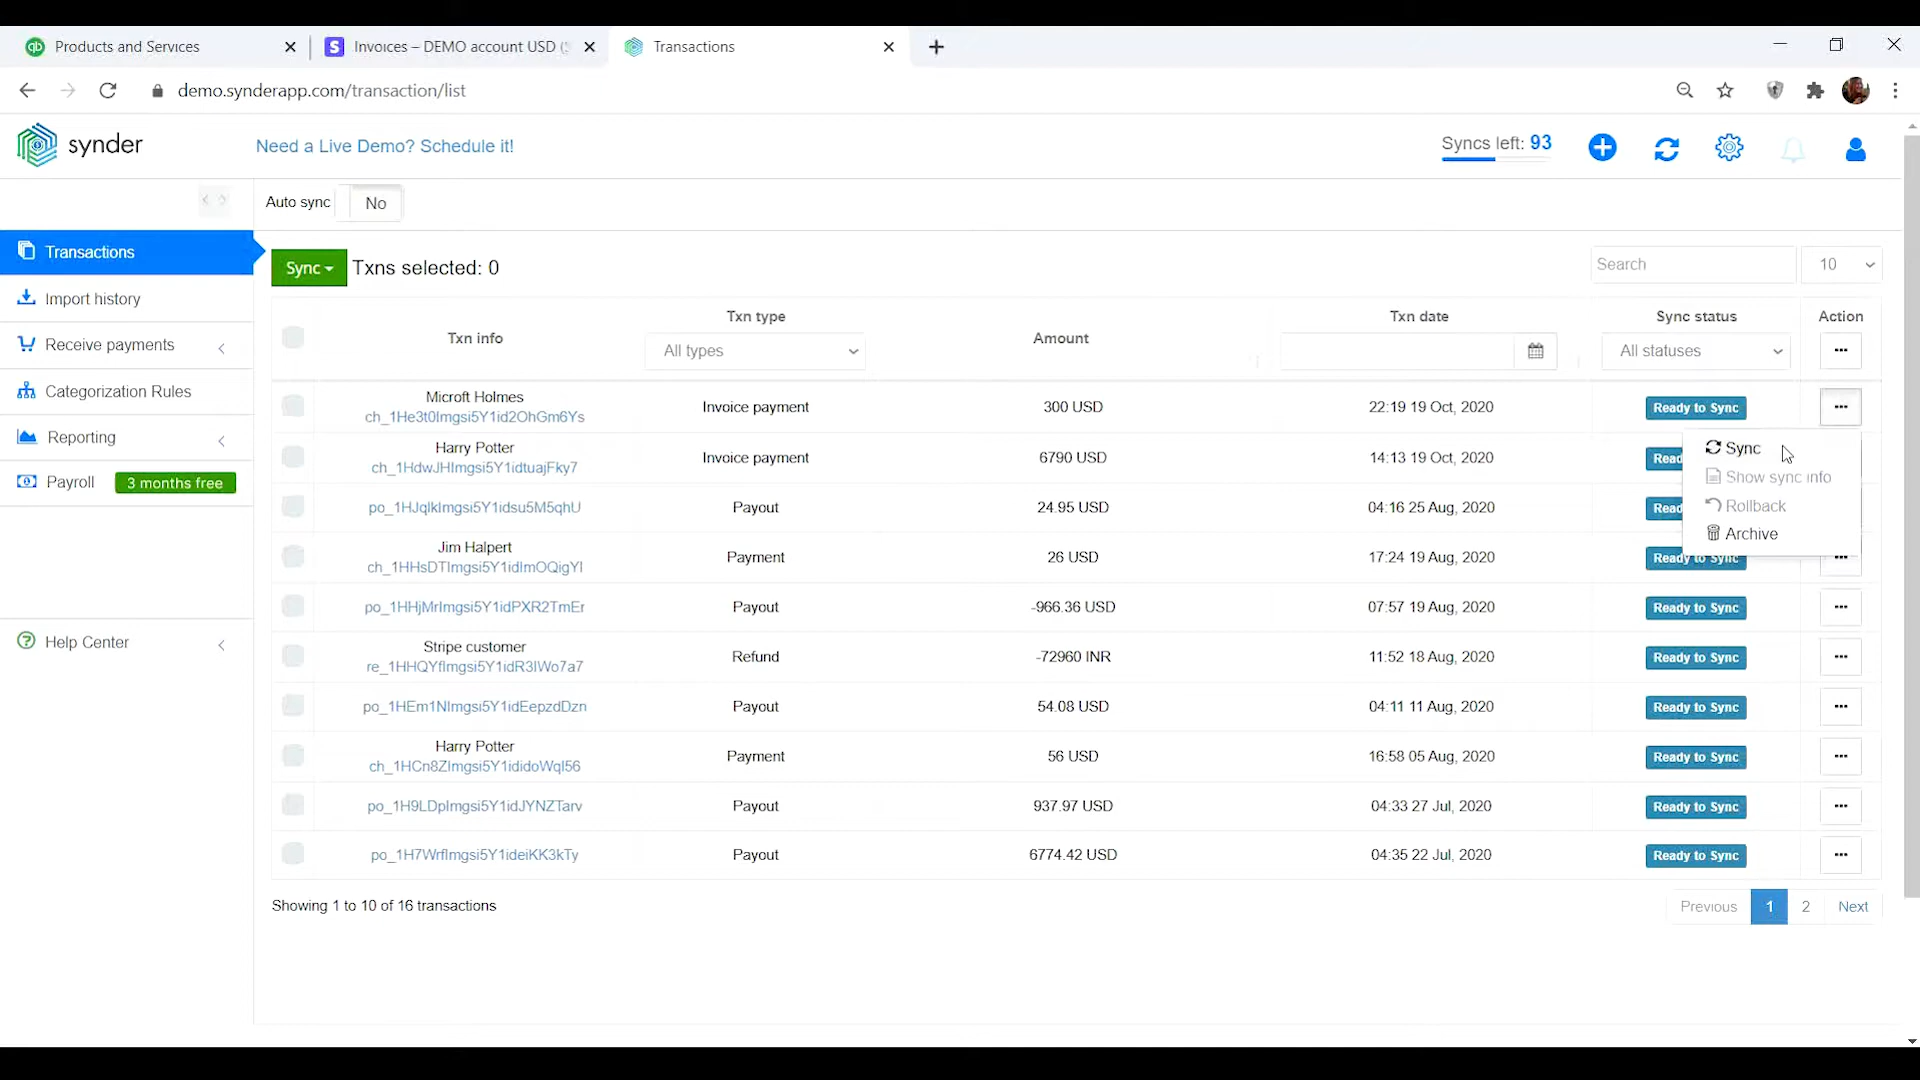 Products and Services
Invoices – DEMO account USD (
Transactions
demo.synderapp.com/transaction/list
synder
Need a Live Demo? Schedule it!
Syncs left: 93
Auto sync No
Transactions
Import history
Receive payments
Categorization Rules
Reporting
Payroll 3 months free
Help Center
Sync Txns selected: 0
Search 10
Txn info Txn type Amount Txn date Sync status Action
All types All statuses
Microft Holmes
ch_1He3t0Imgsi5Y1id2OhGm6Ys Invoice payment 300 USD 22:19 19 Oct, 2020 Ready to Sync
Harry Potter
ch_1HdwJHImgsi5Y1idtuajFky7 Invoice payment 6790 USD 14:13 19 Oct, 2020 Read
po_1HJqlkImgsi5Y1idsu5M5qhU Payout 24.95 USD 04:16 25 Aug, 2020 Read
Jim Halpert
ch_1HHsDTImgsi5Y1idImOQigYI Payment 26 USD 17:24 19 Aug, 2020 Ready to Sync
po_1HHjMrImgsi5Y1idPXR2TmEr Payout -966.36 USD 07:57 19 Aug, 2020 Ready to Sync
Stripe customer
re_1HHQYfImgsi5Y1idR3IWo7a7 Refund -72960 INR 11:52 18 Aug, 2020 Ready to Sync
po_1HEm1NImgsi5Y1idEepzdDzn Payout 54.08 USD 04:11 11 Aug, 2020 Ready to Sync
Harry Potter
ch_1HCn8ZImgsi5Y1ididoWql56 Payment 56 USD 16:58 05 Aug, 2020 Ready to Sync
po_1H9LDpImgsi5Y1idJYNZTarv Payout 937.97 USD 04:33 27 Jul, 2020 Ready to Sync
po_1H7WrfImgsi5Y1ideiKK3kTy Payout 6774.42 USD 04:35 22 Jul, 2020 Ready to Sync
Sync
Show sync info
Rollback
Archive
Showing 1 to 10 of 16 transactions
Previous 1 2 Next